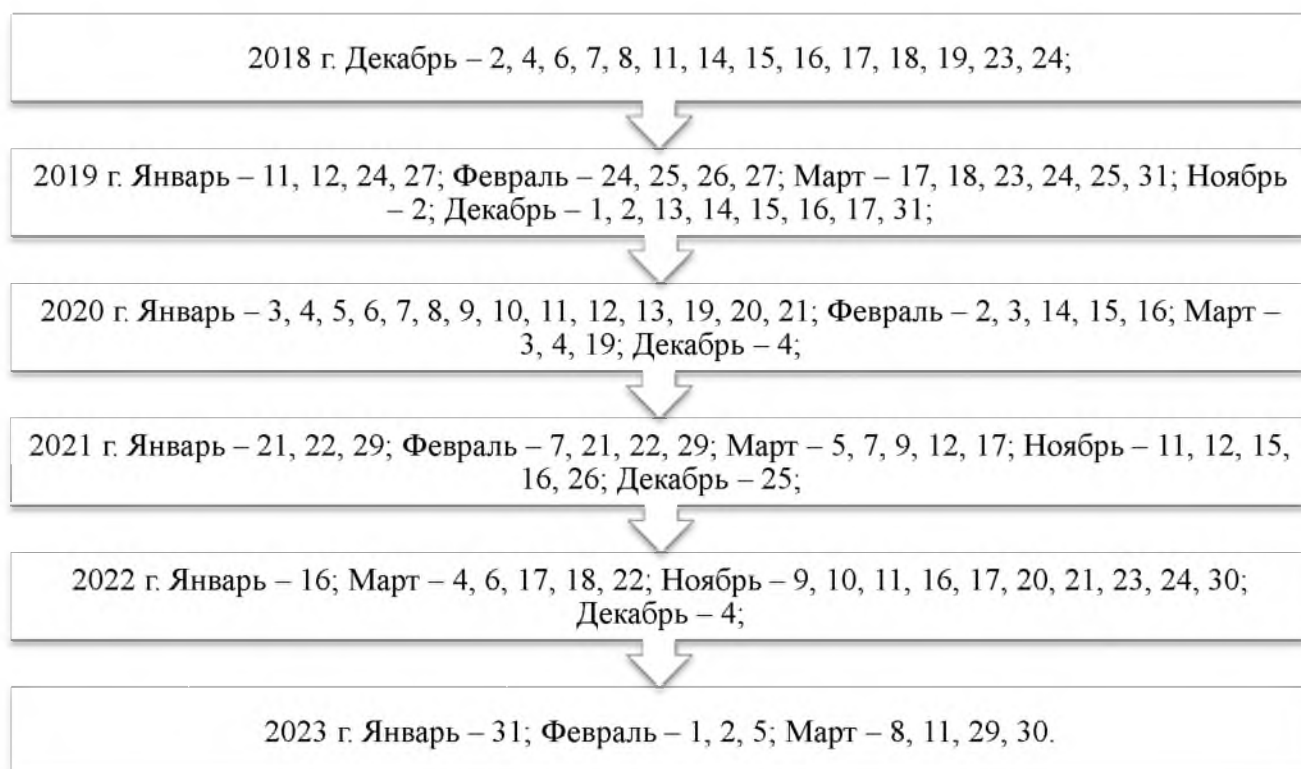 2018 г. Декабрь – 2, 4, 6, 7, 8, 11, 14, 15, 16, 17, 18, 19, 23, 24;
2019 г. Январь – 11, 12, 24, 27; Февраль – 24, 25, 26, 27; Март – 17, 18, 23, 24, 25, 31; Ноябрь
– 2; Декабрь – 1, 2, 13, 14, 15, 16, 17, 31;
2020 г. Январь – 3, 4, 5, 6, 7, 8, 9, 10, 11, 12, 13, 19, 20, 21; Февраль – 2, 3, 14, 15, 16; Март –
3, 4, 19; Декабрь – 4;
2021 г. Январь – 21, 22, 29; Февраль – 7, 21, 22, 29; Март – 5, 7, 9, 12, 17; Ноябрь – 11, 12, 15,
16, 26; Декабрь – 25;
2022 г. Январь – 16; Март – 4, 6, 17, 18, 22; Ноябрь – 9, 10, 11, 16, 17, 20, 21, 23, 24, 30;
Декабрь – 4;
2023 г. Январь – 31; Февраль – 1, 2, 5; Март – 8, 11, 29, 30.